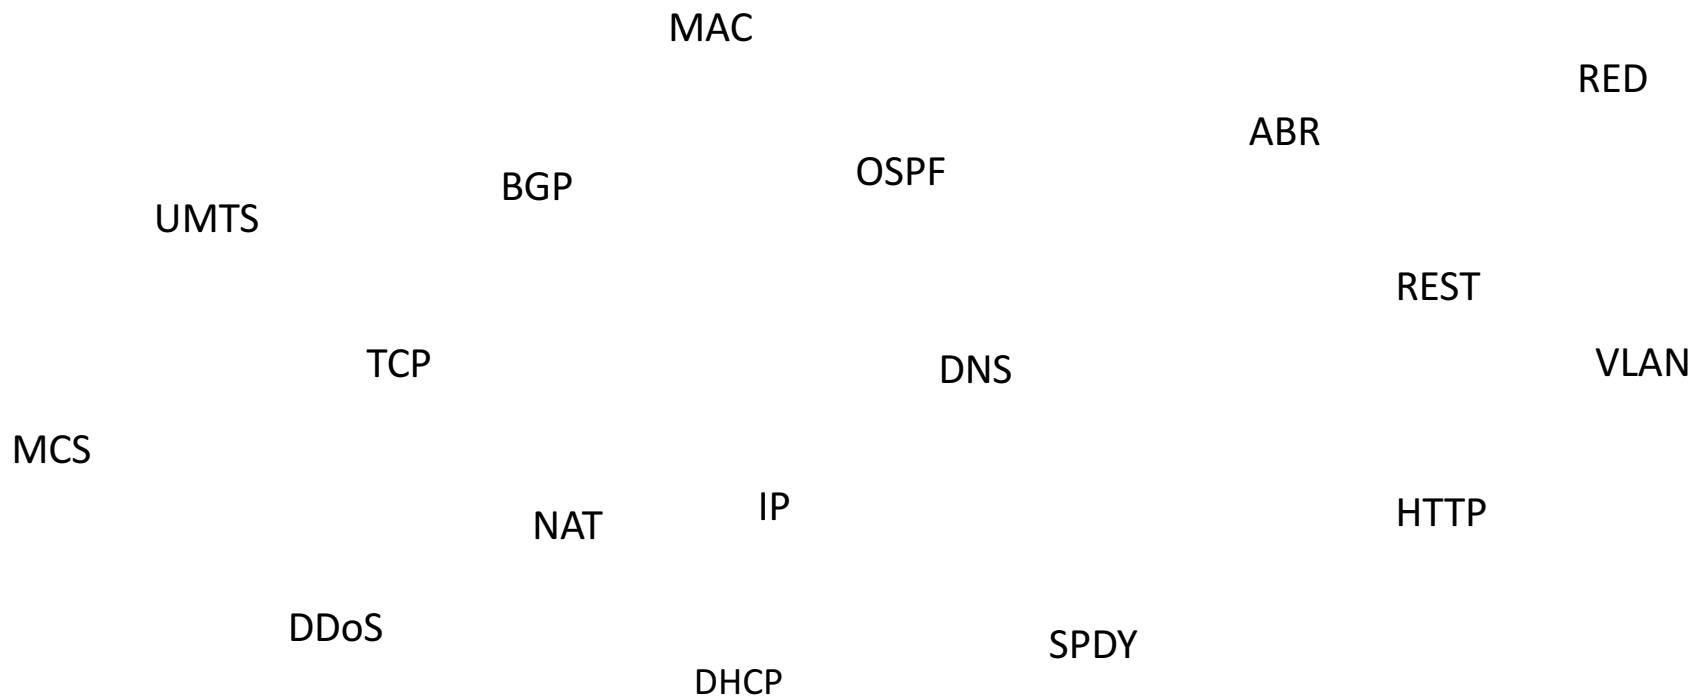 MAC
RED
ABR
OSPF
BGP
UMTS
REST
TCP
DNS
VLAN
MCS
IP
NAT
HTTP
DDoS
SPDY
DHCP